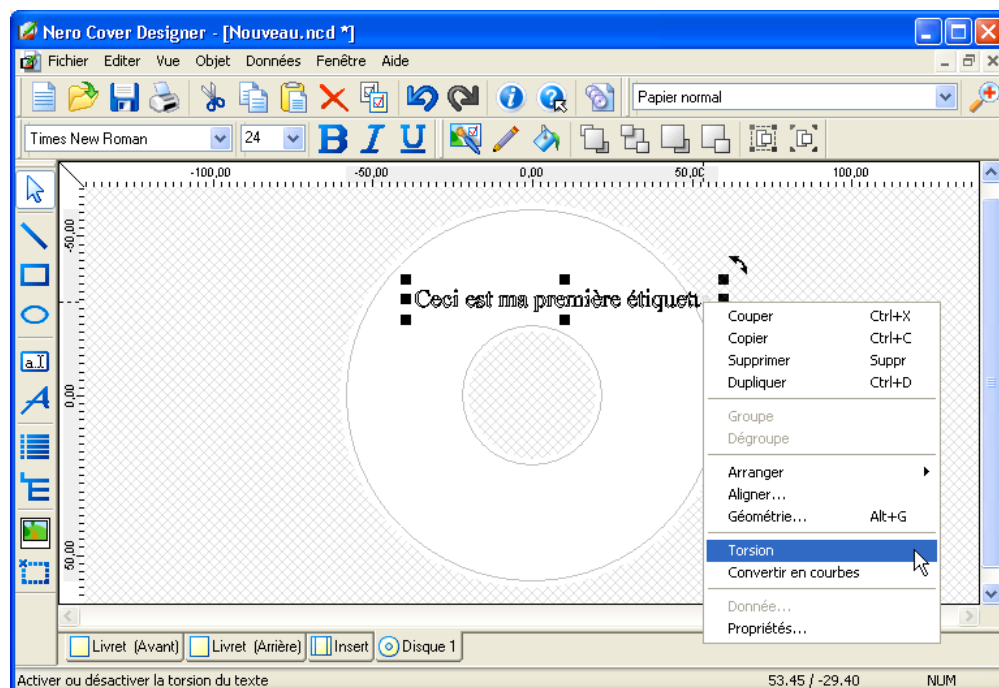 Nero Cover Designer - [Nouveau.ncd *]
Fichier Editer Vue Objet Données Fenêtre Aide
Papier normal
Times New Roman 24 B I U
-100,00 -50,00 0,00 50,00 100,00
-50,00
0,00
50,00
a.I
Ceci est ma première étiquett
Couper Ctrl+X
Copier Ctrl+C
Supprimer Suppr
Dupliquer Ctrl+D
Groupe
Dégroupe
Arranger
Aligner...
Géométrie... Alt+G
Torsion
Convertir en courbes
Donnée...
Propriétés...
Livret (Avant) Livret (Arrière) Insert Disque 1
Activer ou désactiver la torsion du texte 53.45 / -29.40 NUM